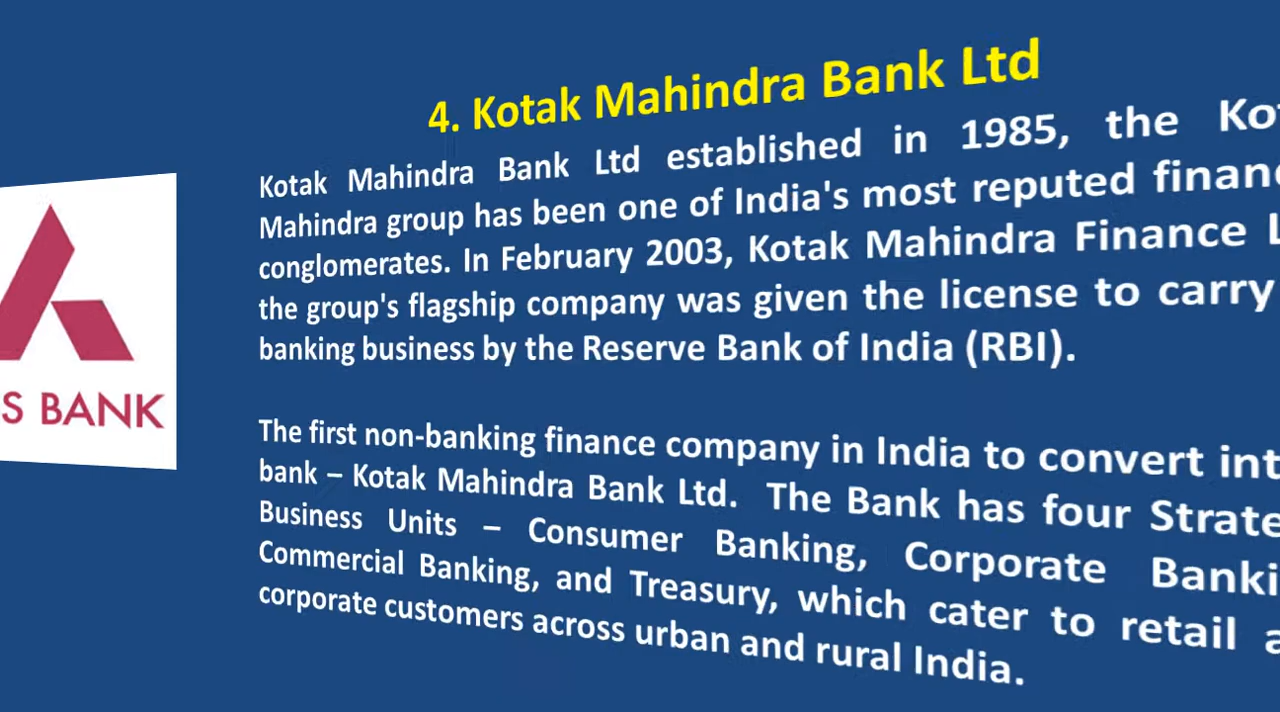 4. Kotak Mahindra Bank Ltd
Kotak Mahindra Bank Ltd established in 1985, the
Mahindra group has been one of India's most reputed
conglomerates. In February 2003, Kotak Mahindra Finance
the group's flagship company was given the license to carry
banking business by the Reserve Bank of India (RBI).
The first non-banking finance company in India to convert
bank – Kotak Mahindra Bank Ltd. The Bank has four
Business Units – Consumer Banking, Corporate
Commercial Banking, and Treasury, which cater to retail
corporate customers across urban and rural India.
S BANK